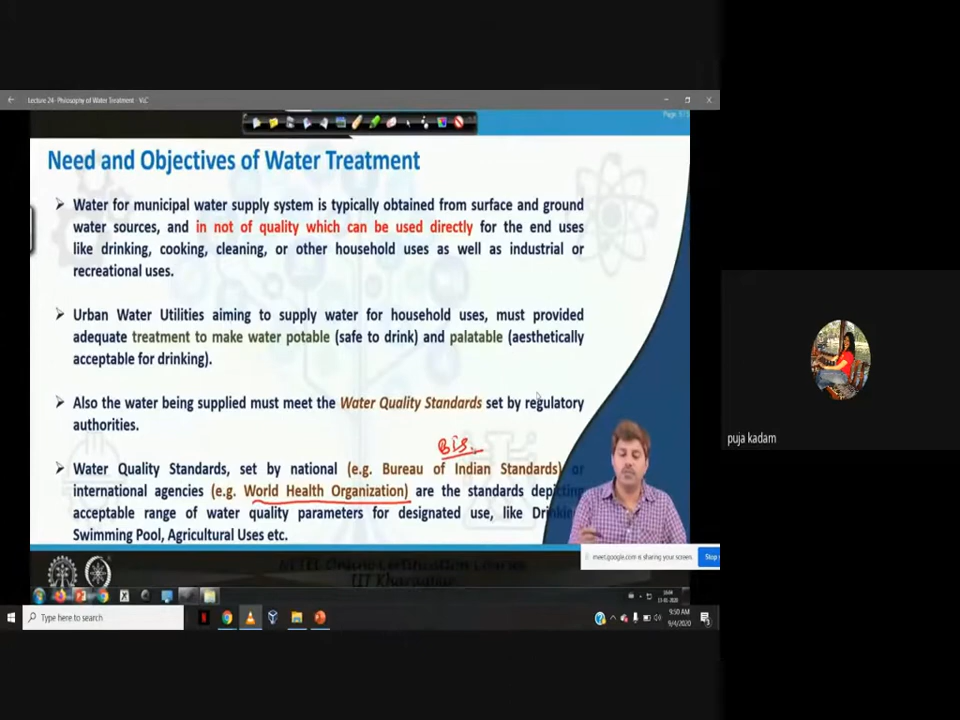 Lecture 24- Philosophy of Water Treatment - VLC
Need and Objectives of Water Treatment
Water for municipal water supply system is typically obtained from surface and ground
water sources, and in not of quality which can be used directly for the end uses
like drinking, cooking, cleaning, or other household uses as well as industrial or
recreational uses.
Urban Water Utilities aiming to supply water for household uses, must provided
adequate treatment to make water potable (safe to drink) and palatable (aesthetically
acceptable for drinking).
Also the water being supplied must meet the Water Quality Standards set by regulatory
authorities.
BIS.
Water Quality Standards, set by national (e.g. Bureau of Indian Standards) or
international agencies (e.g. World Health Organization) are the standards depicting
acceptable range of water quality parameters for designated use, like Drinking
Swimming Pool, Agricultural Uses etc.
puja kadam
meet.google.com is sharing your screen.
Stop
NPTEL Online Certification Course
IIT Kharagpur
Type here to search
9:50 AM
9/4/2020